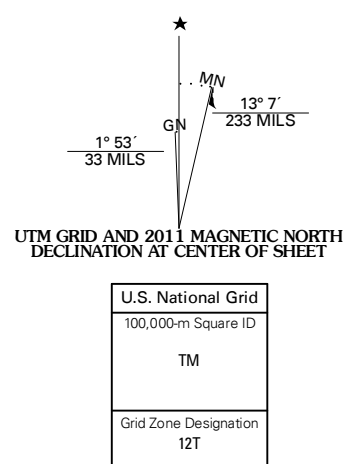 MN
GN
13° 7´
233 MILS
1° 53´
33 MILS
UTM GRID AND 2011 MAGNETIC NORTH
DECLINATION AT CENTER OF SHEET
U.S. National Grid
100,000-m Square ID
TM
Grid Zone Designation
12T